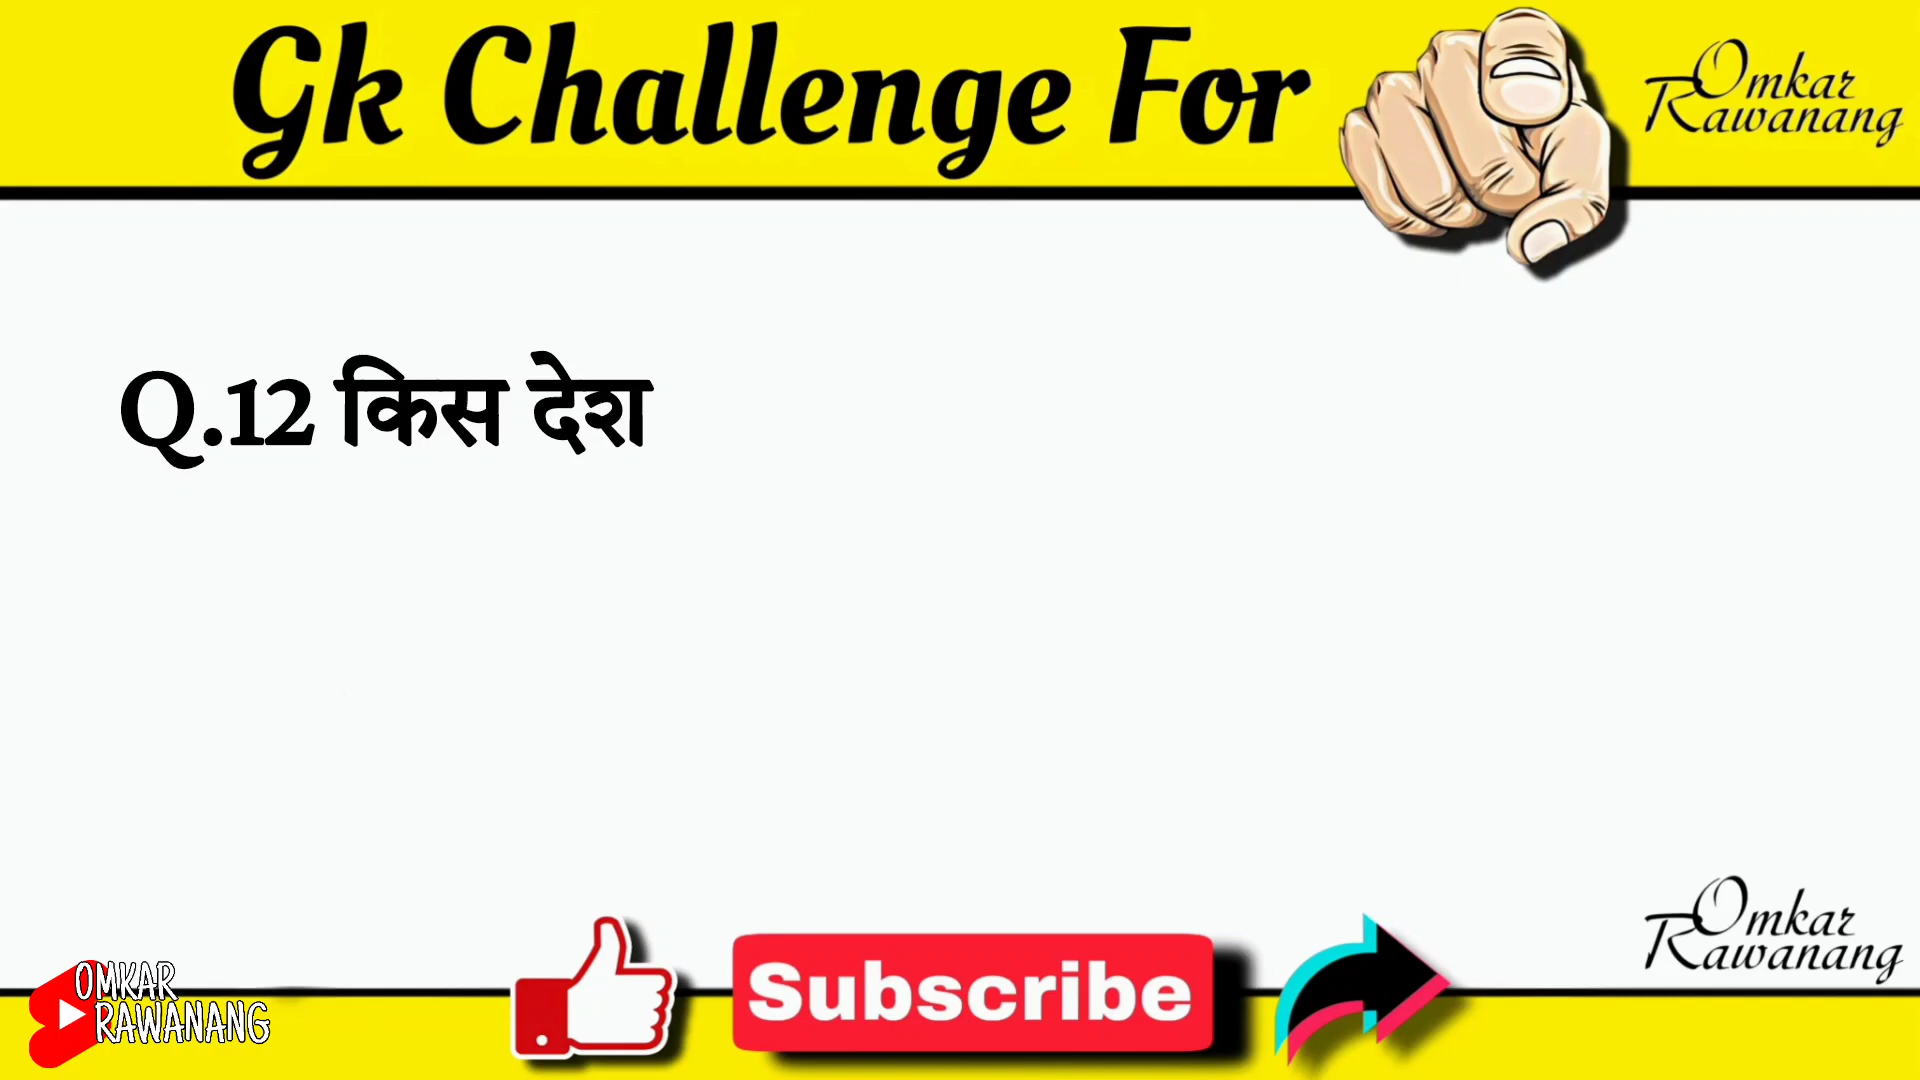 Gk Challenge For
Omkar
Rawanang
Q.12 किस देश
Omkar
Rawanang
OMKAR
RAWANANG
Subscribe